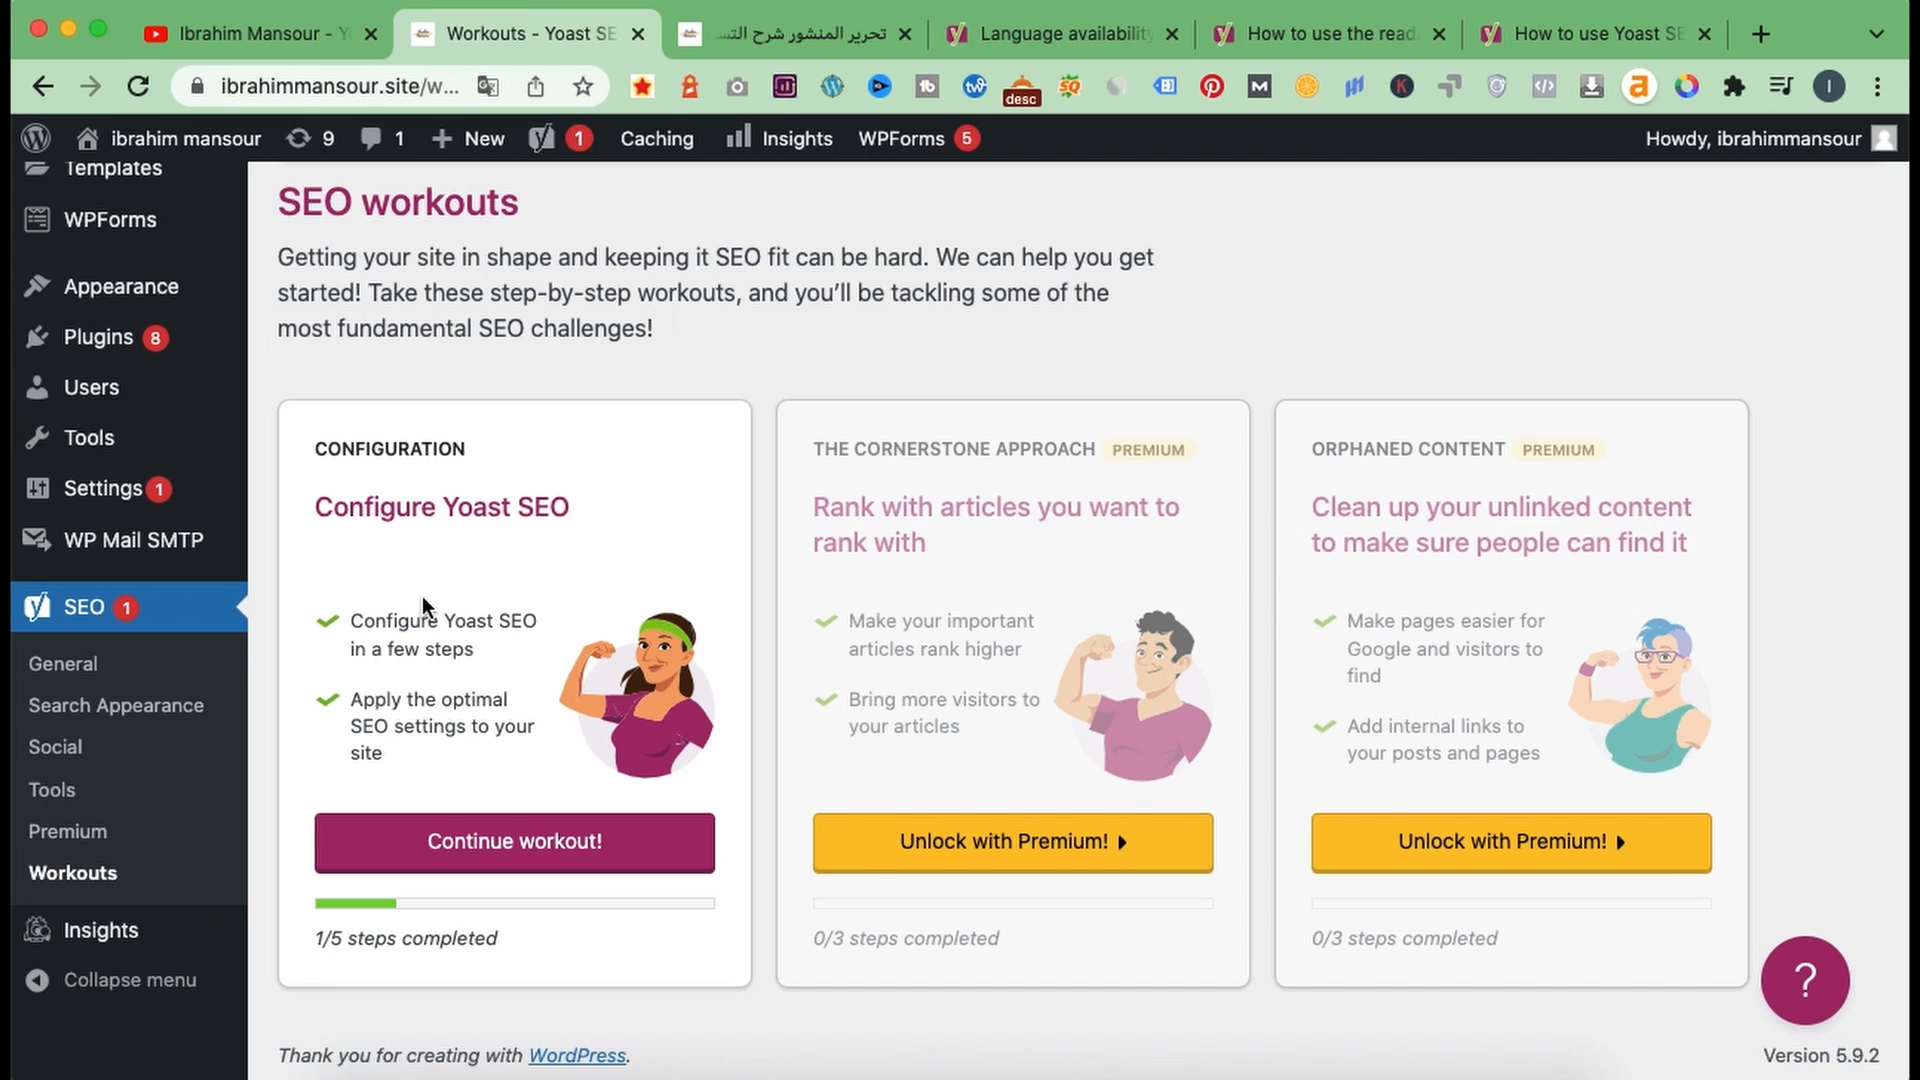 Ibrahim Mansour - Y
Workouts - Yoast SE
تحرير المنشور شرح التس
Language availability
How to use the read
How to use Yoast SE
ibrahimmansour.site/w...
desc
ibrahim mansour
9
1
New
1
Caching
Insights
WPForms 5
Howdy, ibrahimmansour
Templates
WPForms
Appearance
Plugins 8
Users
Tools
Settings 1
WP Mail SMTP
SEO 1
General
Search Appearance
Social
Tools
Premium
Workouts
Insights
Collapse menu
SEO workouts
Getting your site in shape and keeping it SEO fit can be hard. We can help you get
started! Take these step-by-step workouts, and you’ll be tackling some of the
most fundamental SEO challenges!
CONFIGURATION
Configure Yoast SEO
Configure Yoast SEO
in a few steps
Apply the optimal
SEO settings to your
site
Continue workout!
1/5 steps completed
THE CORNERSTONE APPROACH PREMIUM
Rank with articles you want to
rank with
Make your important
articles rank higher
Bring more visitors to
your articles
Unlock with Premium!
0/3 steps completed
ORPHANED CONTENT PREMIUM
Clean up your unlinked content
to make sure people can find it
Make pages easier for
Google and visitors to
find
Add internal links to
your posts and pages
Unlock with Premium!
0/3 steps completed
?
Thank you for creating with WordPress.
Version 5.9.2